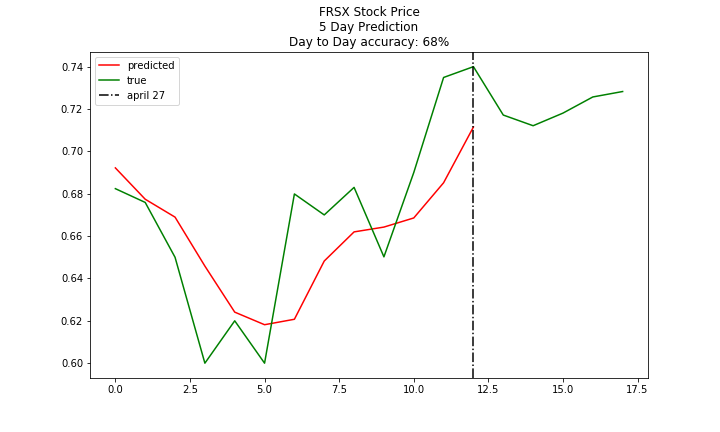 FRSX Stock Price
5 Day Prediction
Day to Day accuracy: 68%
predicted
true
april 27
0.74
0.72
0.70
0.68
0.66
0.64
0.62
0.60
0.0 2.5 5.0 7.5 10.0 12.5 15.0 17.5